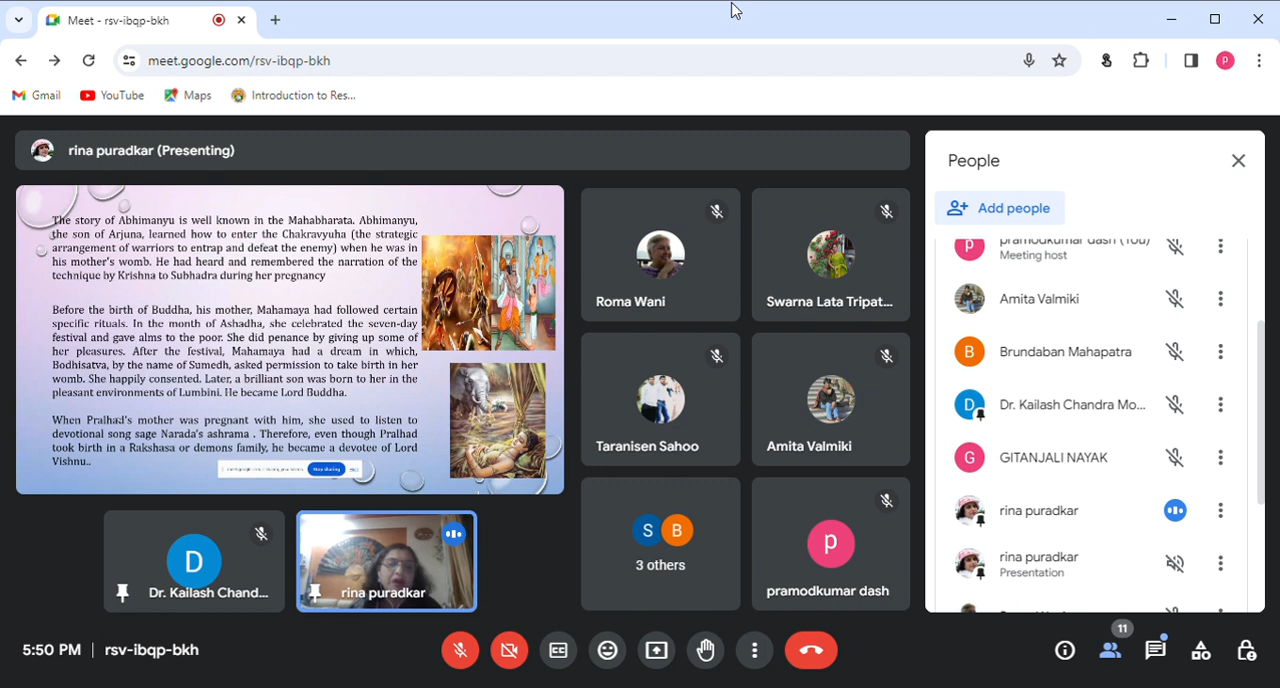 Meet - rsv-ibqp-bkh
meet.google.com/rsv-ibqp-bkh
P
Gmail
YouTube
Maps
Introduction to Res...
rina puradkar (Presenting)
The story of Abhimanyu is well known in the Mahabharata. Abhimanyu,
the son of Arjuna, learned how to enter the Chakravyuha (the strategic
arrangement of warriors to entrap and defeat the enemy) when he was in
his mother's womb. He had heard and remembered the narration of the
technique by Krishna to Subhadra during her pregnancy
Before the birth of Buddha, his mother, Mahamaya had followed certain
specific rituals. In the month of Ashadha, she celebrated the seven-day
festival and gave alms to the poor. She did penance by giving up some of
her pleasures. After the festival, Mahamaya had a dream in which,
Bodhisatva, by the name of Sumedh, asked permission to take birth in her
womb. She happily consented. Later, a brilliant son was born to her in the
pleasant environments of Lumbini. He became Lord Buddha.
When Pralhad's mother was pregnant with him, she used to listen to
devotional song sage Narada's ashrama . Therefore, even though Pralhad
took birth in a Rakshasa or demons family, he became a devotee of Lord
Vishnu..
Stop sharing
D
Dr. Kailash Chand...
rina puradkar
Roma Wani
Swarna Lata Tripat...
Taranisen Sahoo
Amita Valmiki
S B
3 others
p
pramodkumar dash
People
Add people
p
pramodkumar dash (You)
Meeting host
Amita Valmiki
B
Brundaban Mahapatra
D
Dr. Kailash Chandra Mo...
G
GITANJALI NAYAK
rina puradkar
rina puradkar
Presentation
5:50 PM | rsv-ibqp-bkh
11